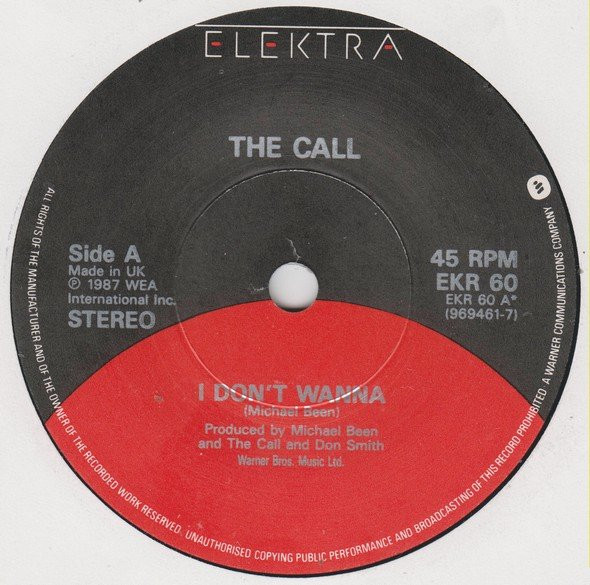 ELEKTRA
THE CALL
Side A
Made in UK
℗ 1987 WEA
International Inc.
STEREO
45 RPM
EKR 60
EKR 60 A*
(969461-7)
I DON'T WANNA
(Michael Been)
Produced by Michael Been
and The Call and Don Smith
Warner Bros. Music Ltd.
ALL RIGHTS OF THE MANUFACTURER AND OF THE OWNER OF THE RECORDED WORK RESERVED. UNAUTHORISED COPYING PUBLIC PERFORMANCE AND BROADCASTING OF THIS RECORD PROHIBITED A WARNER COMMUNICATIONS COMPANY